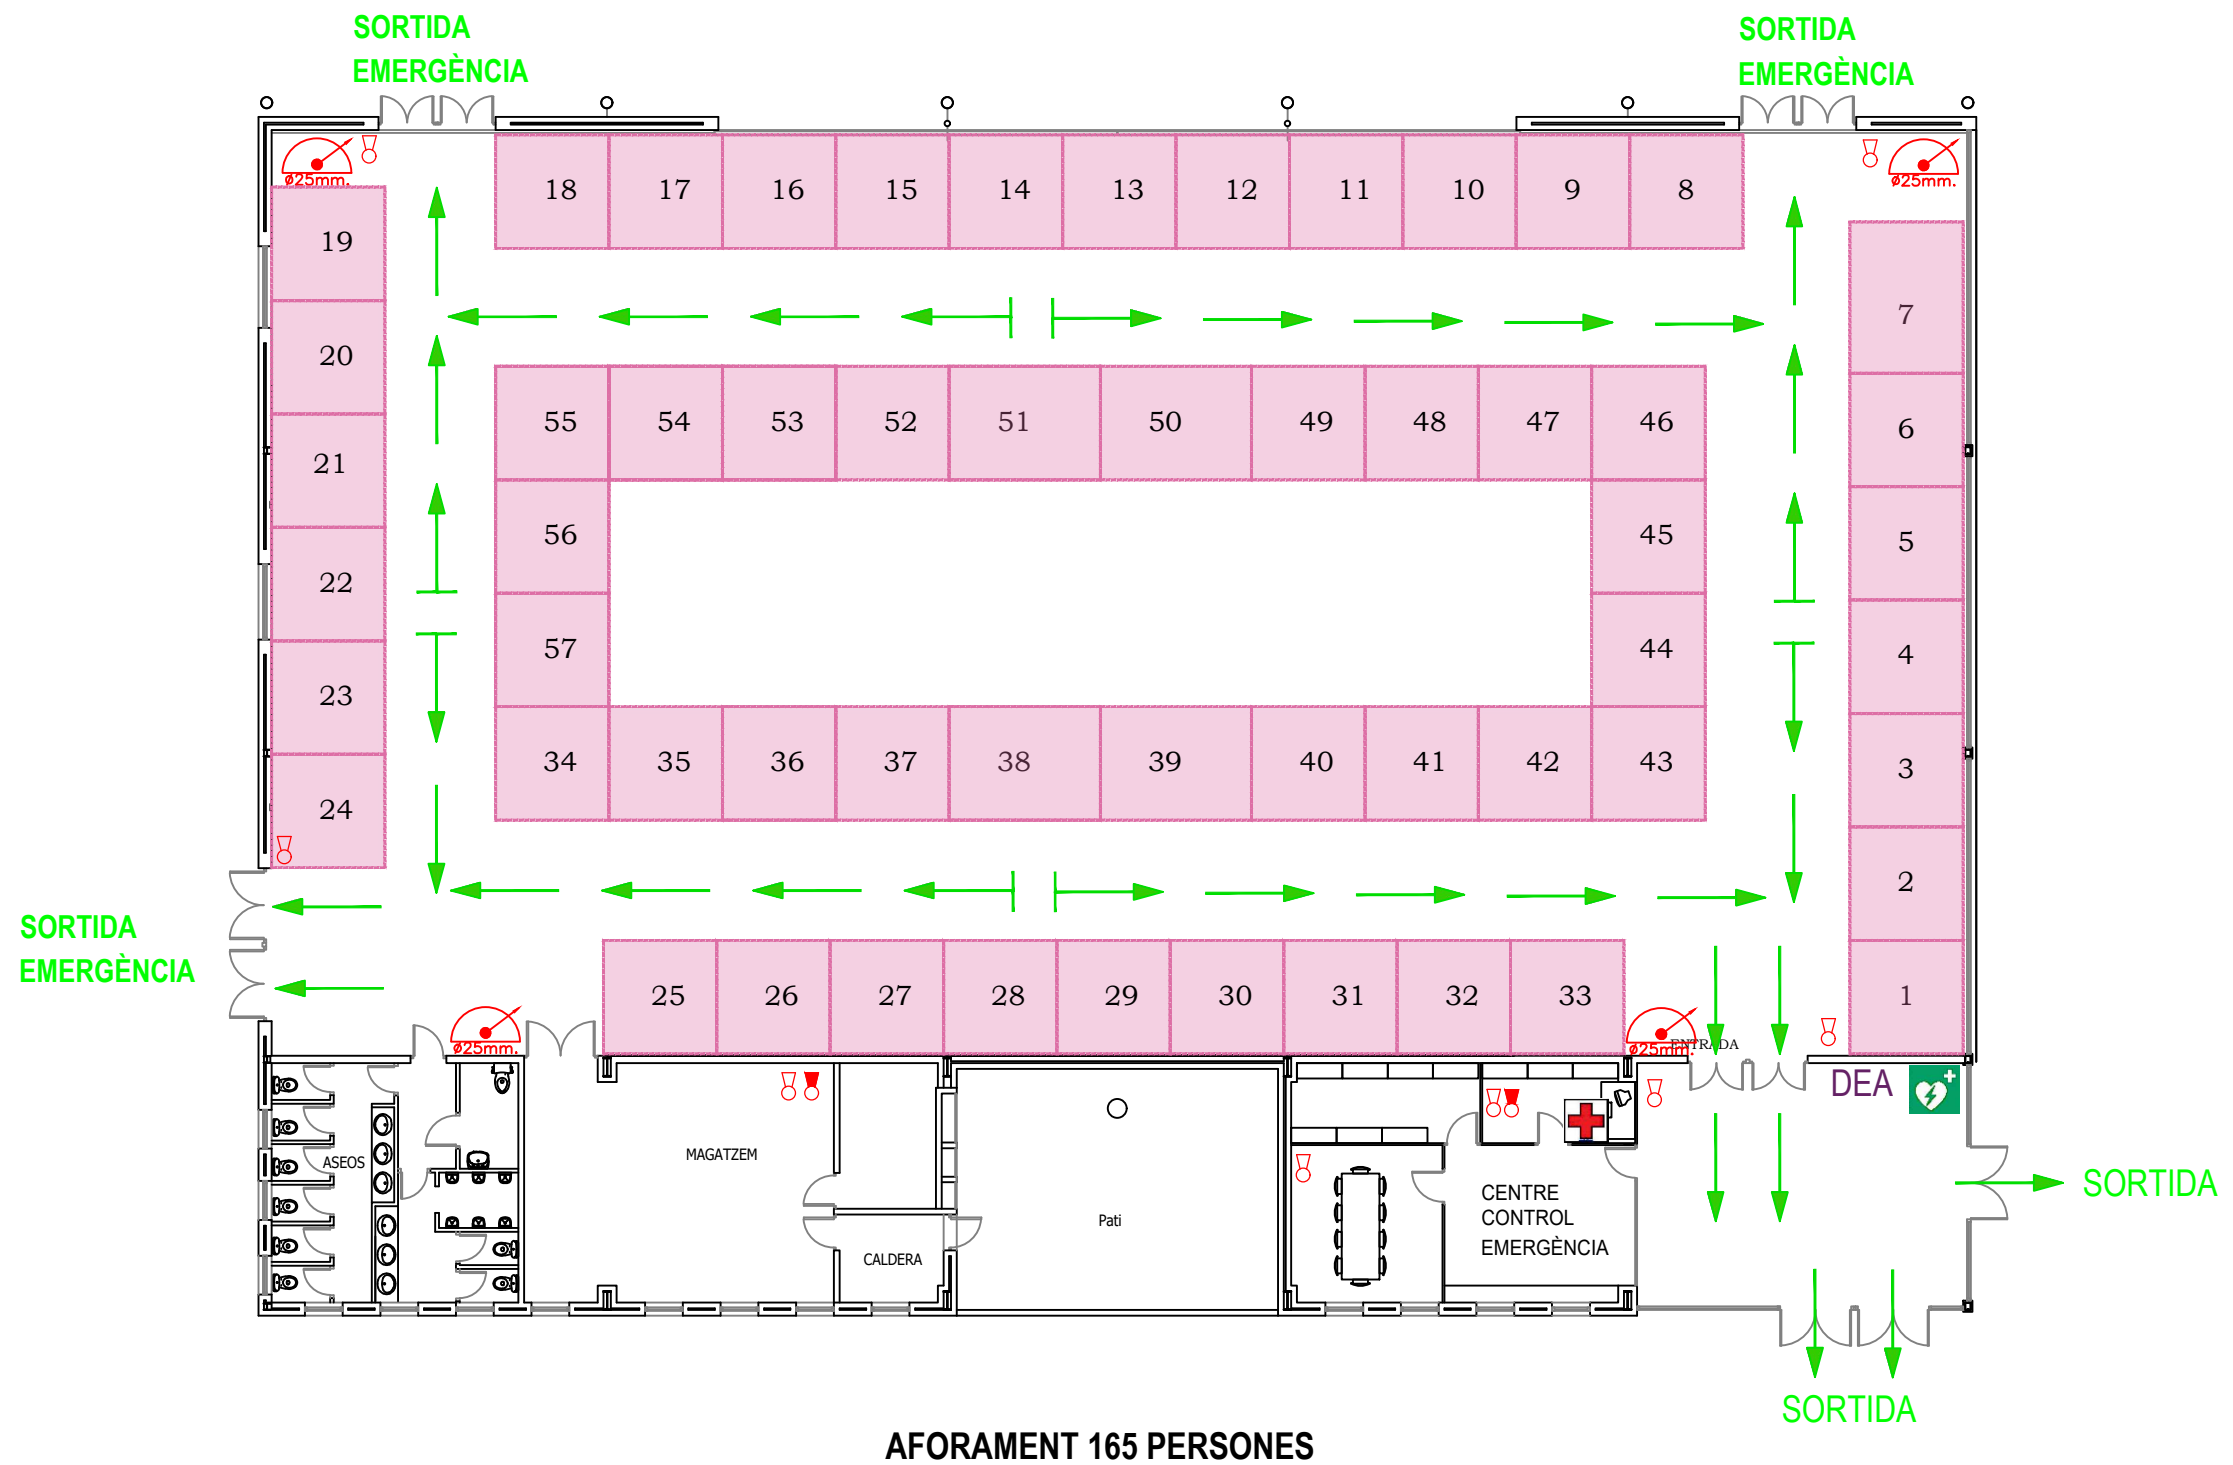 SORTIDA
EMERGÈNCIA
SORTIDA
EMERGÈNCIA
ø25mm.
ø25mm.
18 17 16 15 14 13 12 11 10 9 8
19
20
21
22
23
24
7
6
5
4
3
2
1
55 54 53 52 51 50 49 48 47 46
56 45
57 44
34 35 36 37 38 39 40 41 42 43
SORTIDA
EMERGÈNCIA
25 26 27 28 29 30 31 32 33
ø25mm.
ø25mm.
ENTRADA
DEA
ASEOS
MAGATZEM
CALDERA
Pati
CENTRE
CONTROL
EMERGÈNCIA
SORTIDA
SORTIDA
AFORAMENT 165 PERSONES